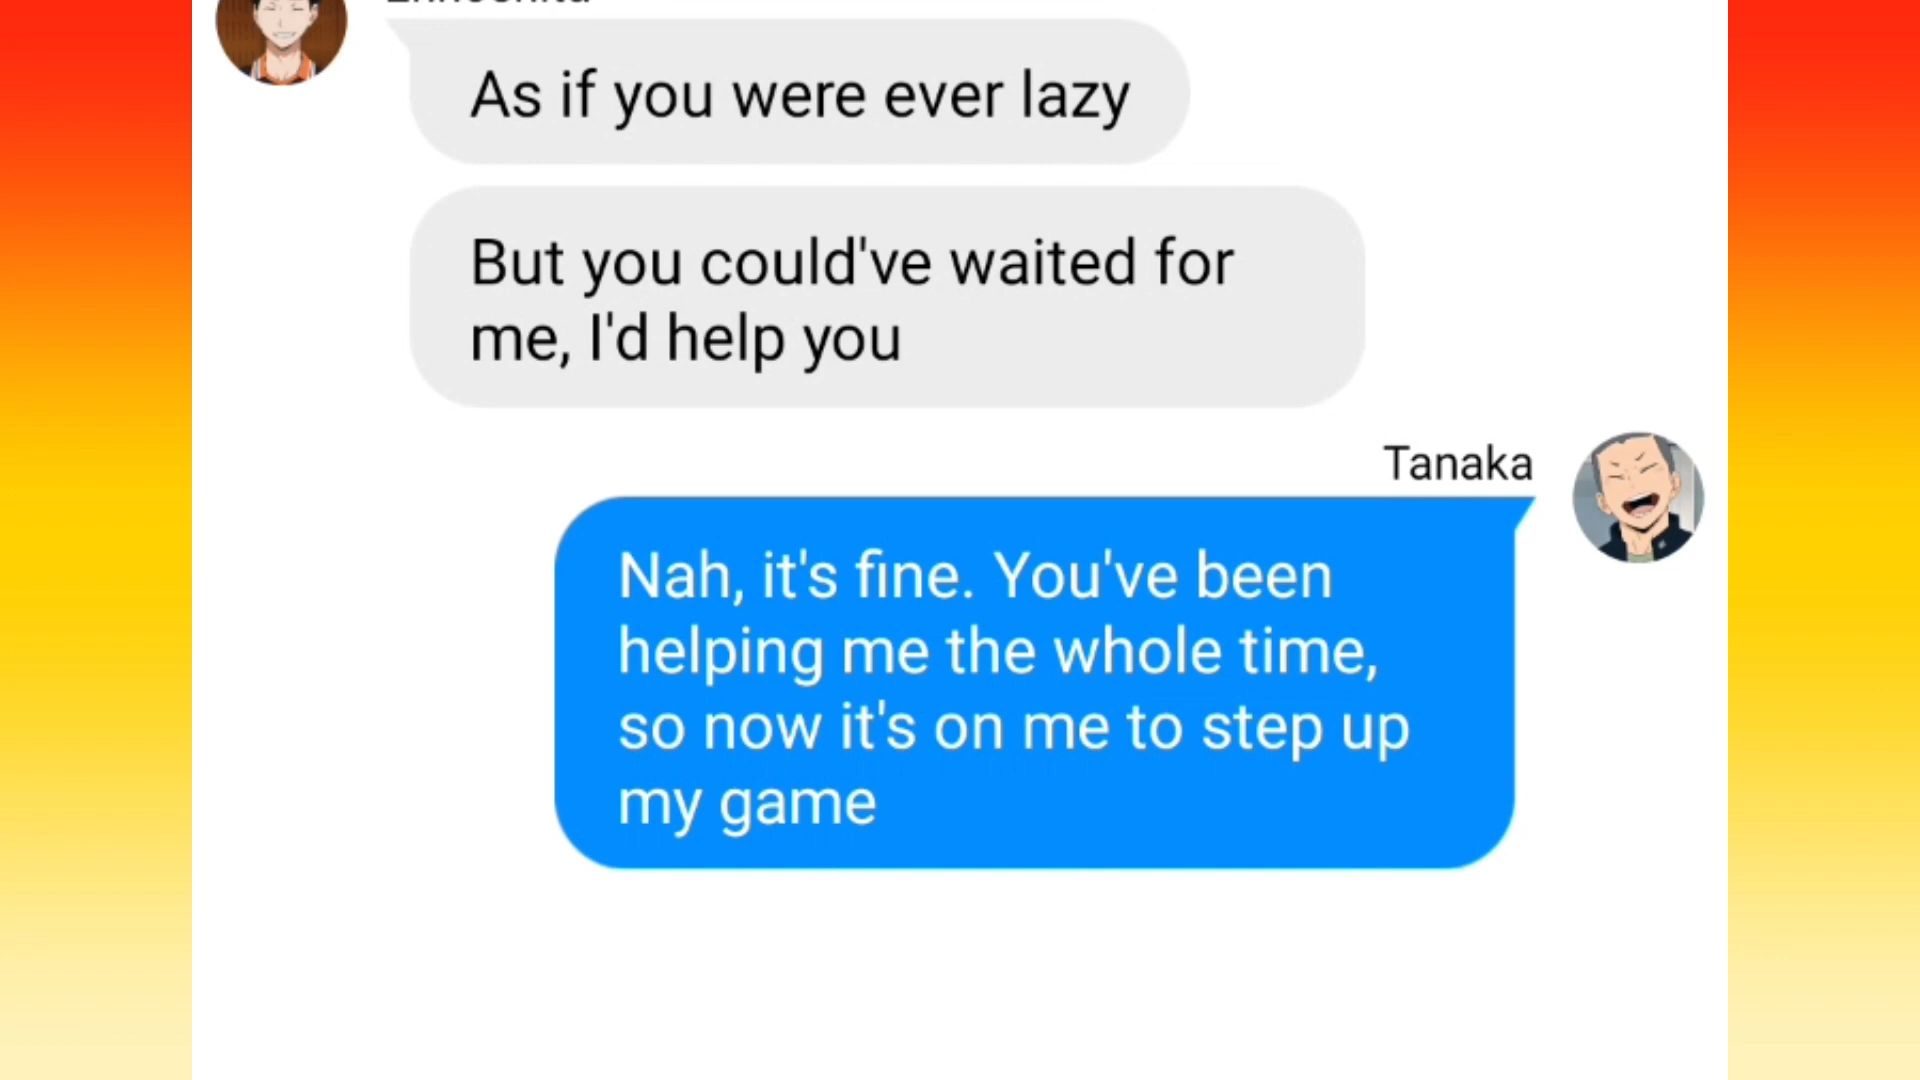 As if you were ever lazy
But you could've waited for
me, I'd help you
Tanaka
Nah, it's fine. You've been
helping me the whole time,
so now it's on me to step up
my game